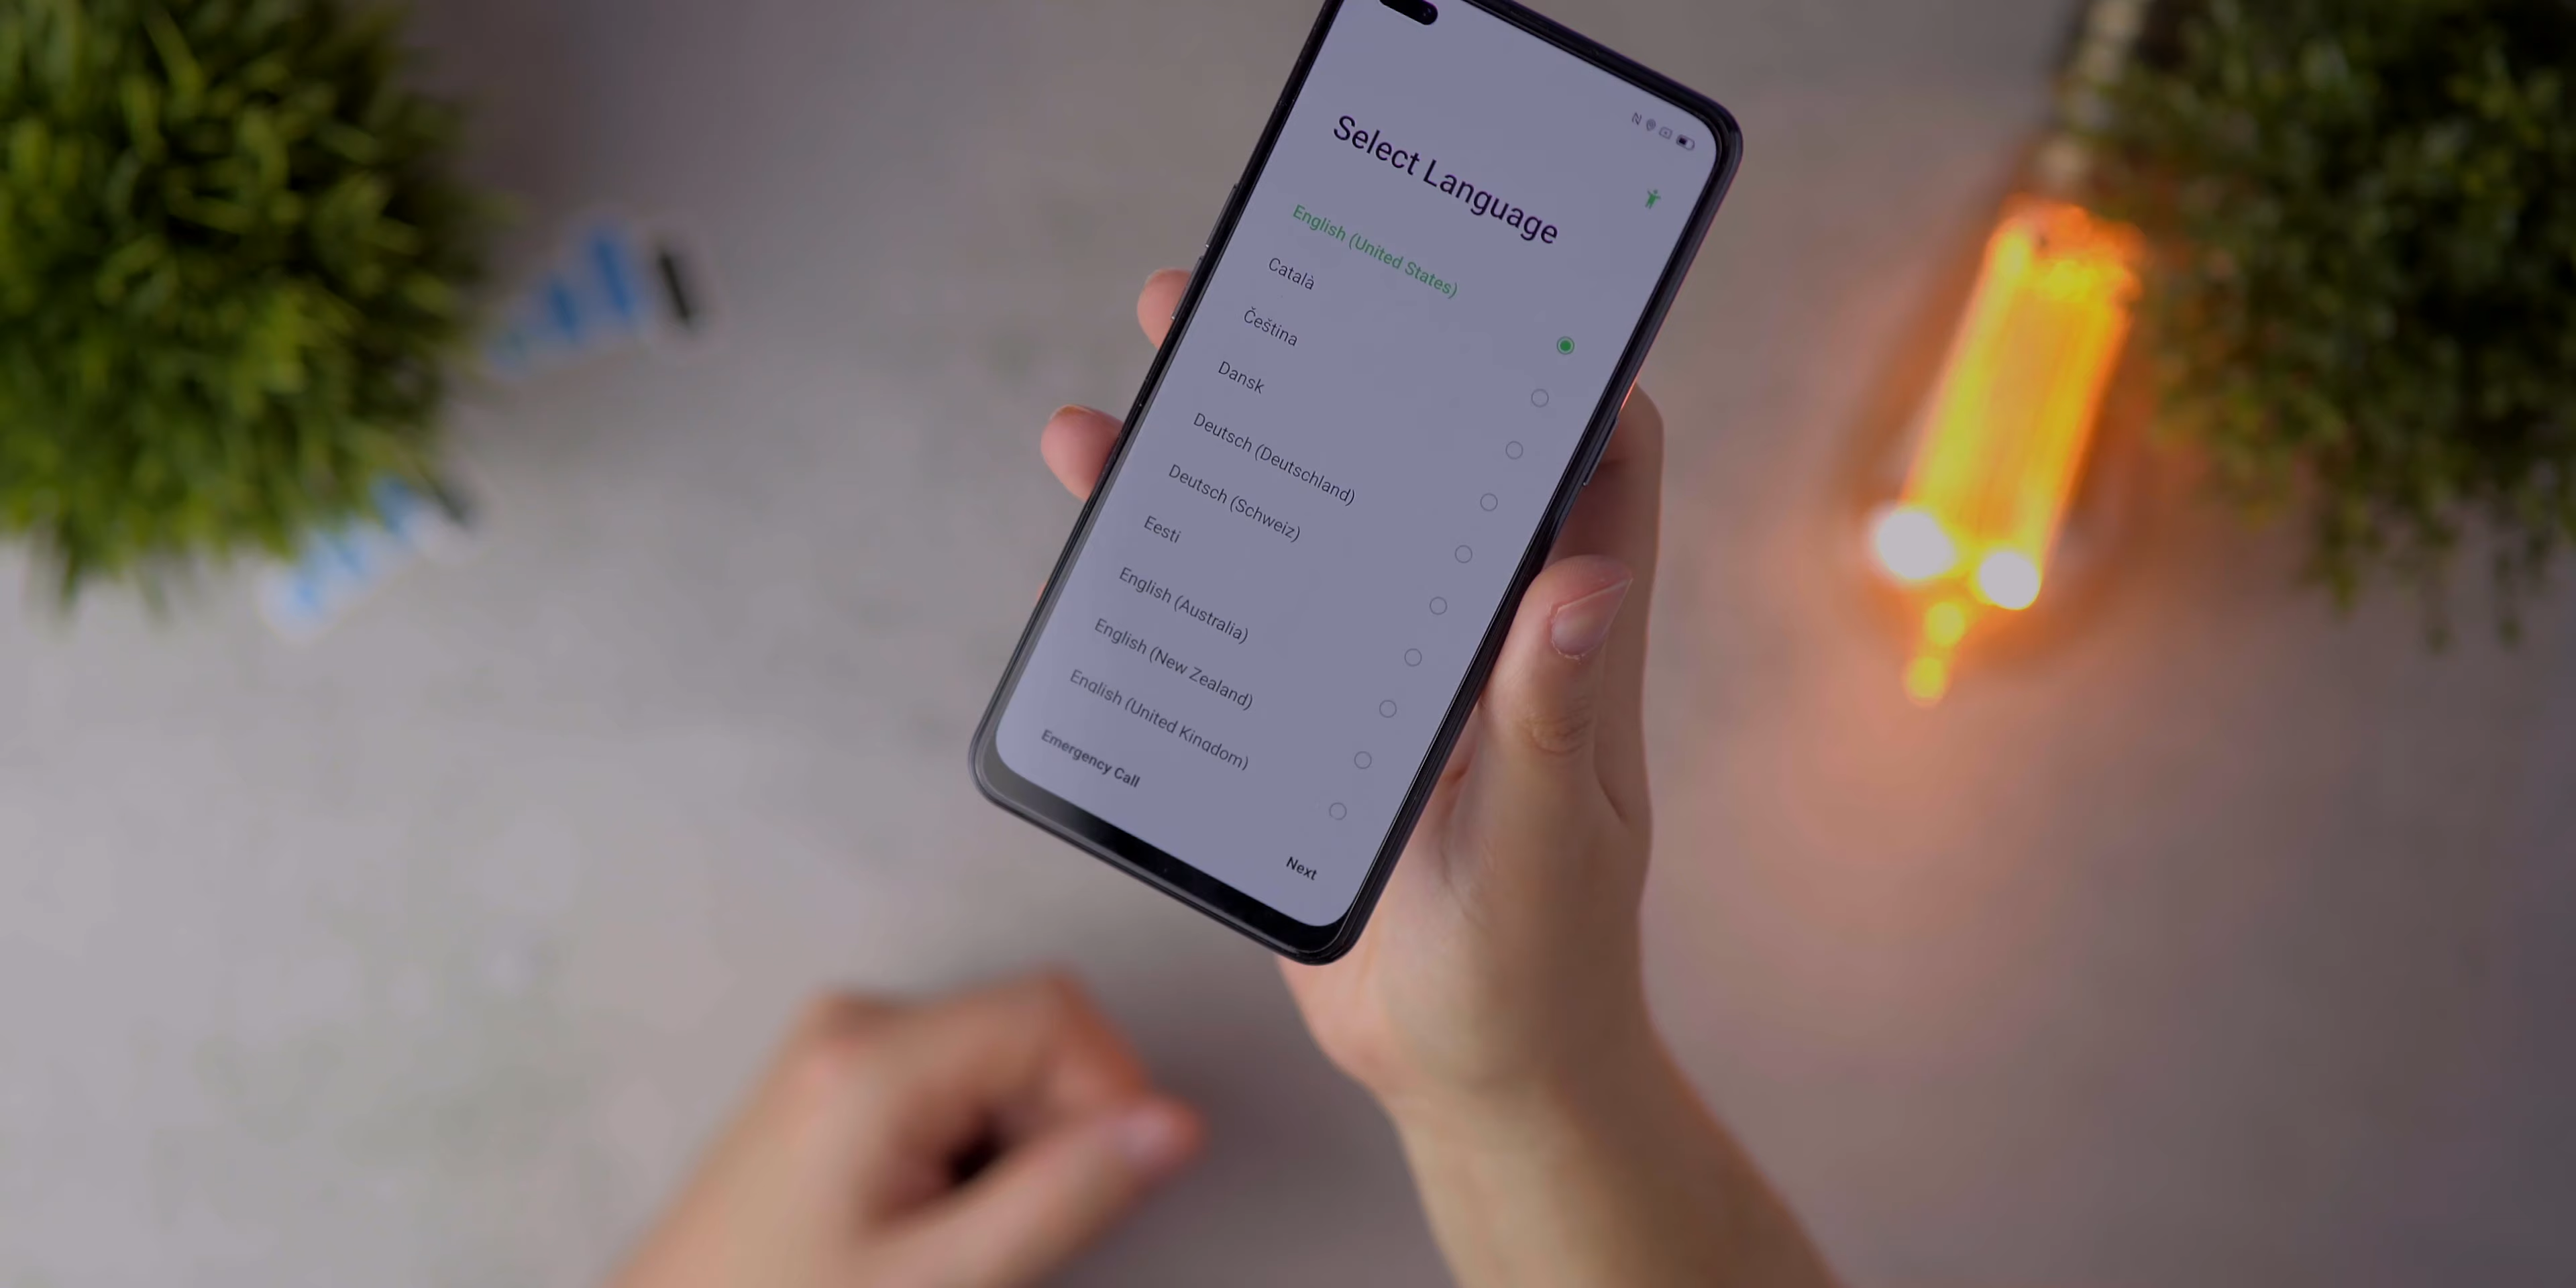 Select Language
English (United States)
Català
Čeština
Dansk
Deutsch (Deutschland)
Deutsch (Schweiz)
Eesti
English (Australia)
English (New Zealand)
English (United Kingdom)
Emergency Call
Next